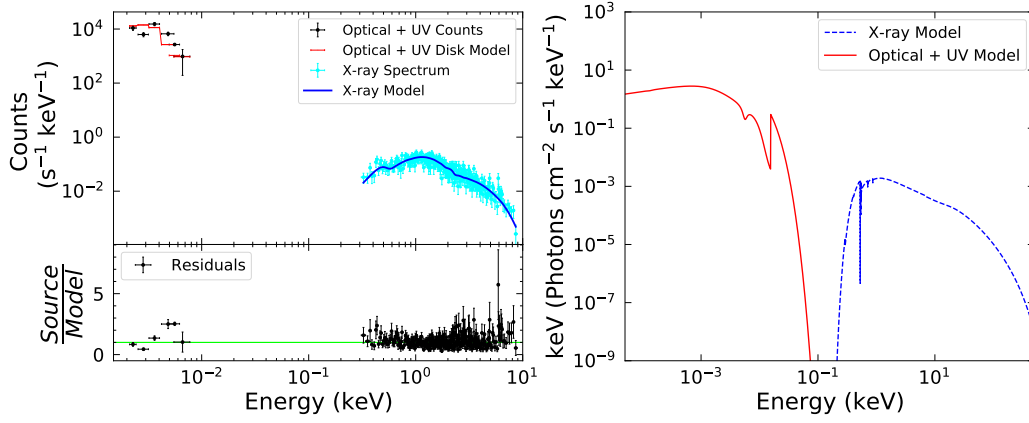 10⁴
10²
10⁰
10⁻²
Counts
(s⁻¹ keV⁻¹)
Optical + UV Counts
Optical + UV Disk Model
X-ray Spectrum
X-ray Model
5
0
Source
Model
Residuals
10⁻² 10⁻¹ 10⁰ 10¹
Energy (keV)
10³
10¹
10⁻¹
10⁻³
10⁻⁵
10⁻⁷
10⁻⁹
keV (Photons cm⁻² s⁻¹ keV⁻¹)
X-ray Model
Optical + UV Model
10⁻³ 10⁻¹ 10¹
Energy (keV)